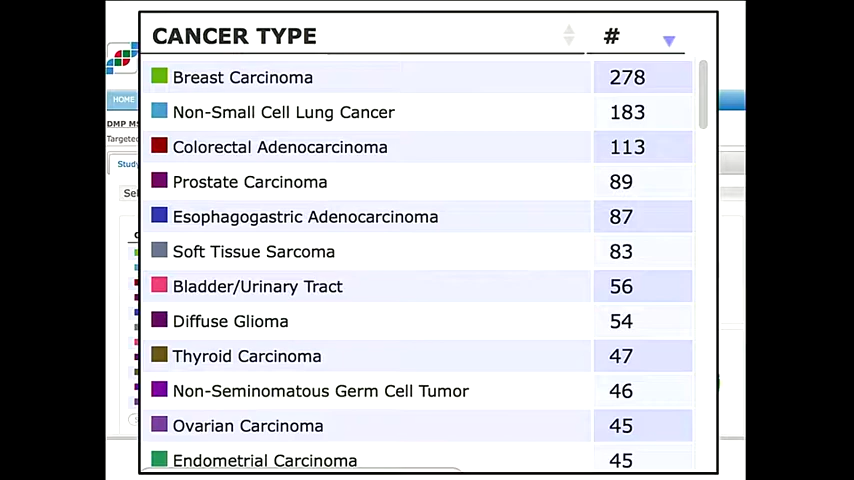 CANCER TYPE #
Breast Carcinoma 278
Non-Small Cell Lung Cancer 183
Colorectal Adenocarcinoma 113
Prostate Carcinoma 89
Esophagogastric Adenocarcinoma 87
Soft Tissue Sarcoma 83
Bladder/Urinary Tract 56
Diffuse Glioma 54
Thyroid Carcinoma 47
Non-Seminomatous Germ Cell Tumor 46
Ovarian Carcinoma 45
Endometrial Carcinoma 45
HOME
DMP MS
Targeted
Study
Sel